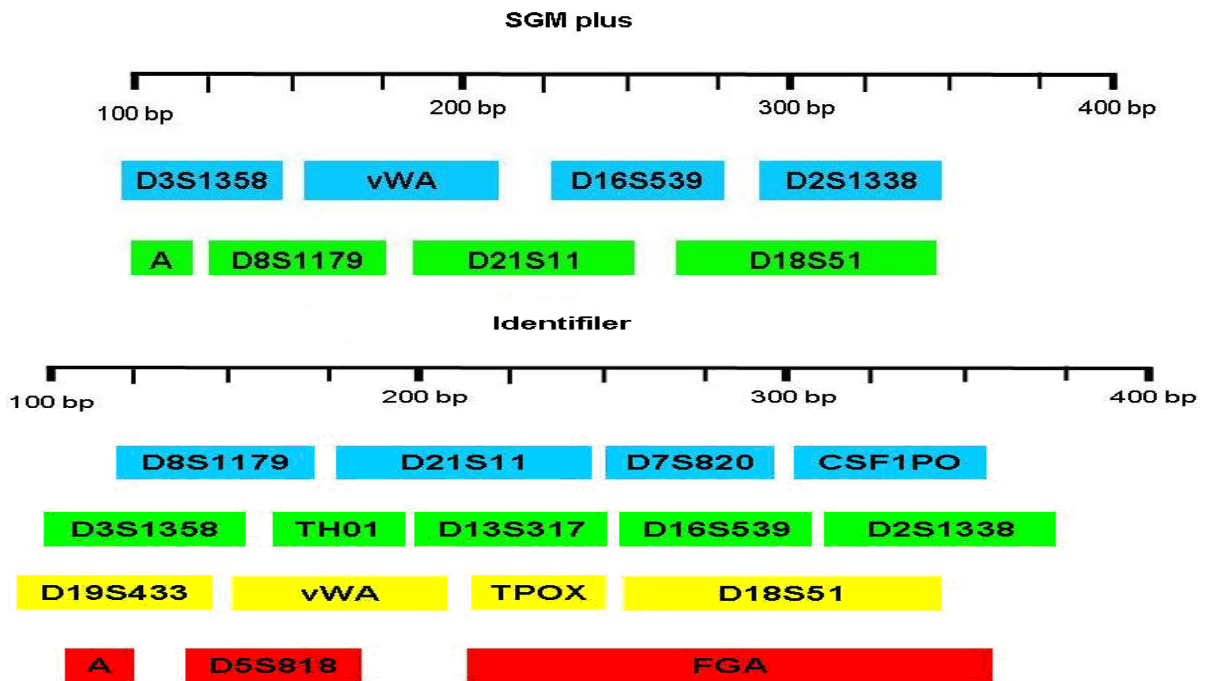 SGM plus
100 bp 200 bp 300 bp 400 bp
D3S1358 vWA D16S539 D2S1338
A D8S1179 D21S11 D18S51
Identifiler
100 bp 200 bp 300 bp 400 bp
D8S1179 D21S11 D7S820 CSF1PO
D3S1358 TH01 D13S317 D16S539 D2S1338
D19S433 vWA TPOX D18S51
A D5S818 FGA